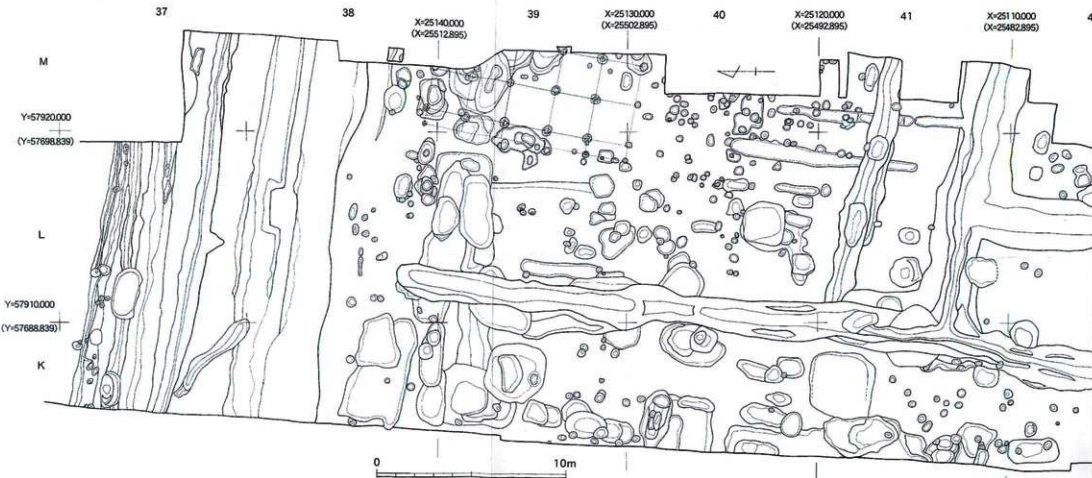 37 38 39 40 41
X=25140.000 X=25130.000 X=25120.000 X=25110.000
(X=25512.895) (X=25502.895) (X=25492.895) (X=25482.895)
M
Y=57920.000
(Y=57698.839)
L
Y=57910.000
(Y=57688.839)
K
0 10m